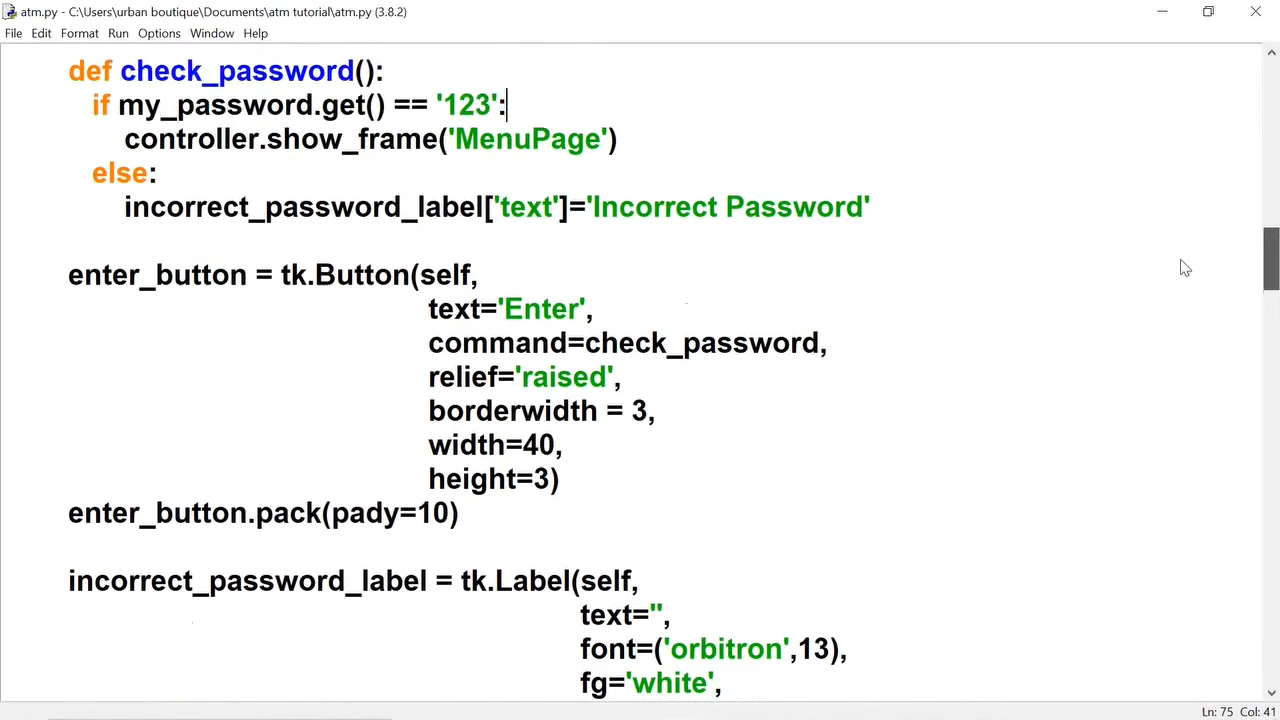 atm.py - C:\Users\urban boutique\Documents\atm tutorial\atm.py (3.8.2)
File Edit Format Run Options Window Help
def check_password():
if my_password.get() == '123':
controller.show_frame('MenuPage')
else:
incorrect_password_label['text']='Incorrect Password'
enter_button = tk.Button(self,
text='Enter',
command=check_password,
relief='raised',
borderwidth = 3,
width=40,
height=3)
enter_button.pack(pady=10)
incorrect_password_label = tk.Label(self,
text='',
font=('orbitron',13),
fg='white',
Ln: 75 Col: 41